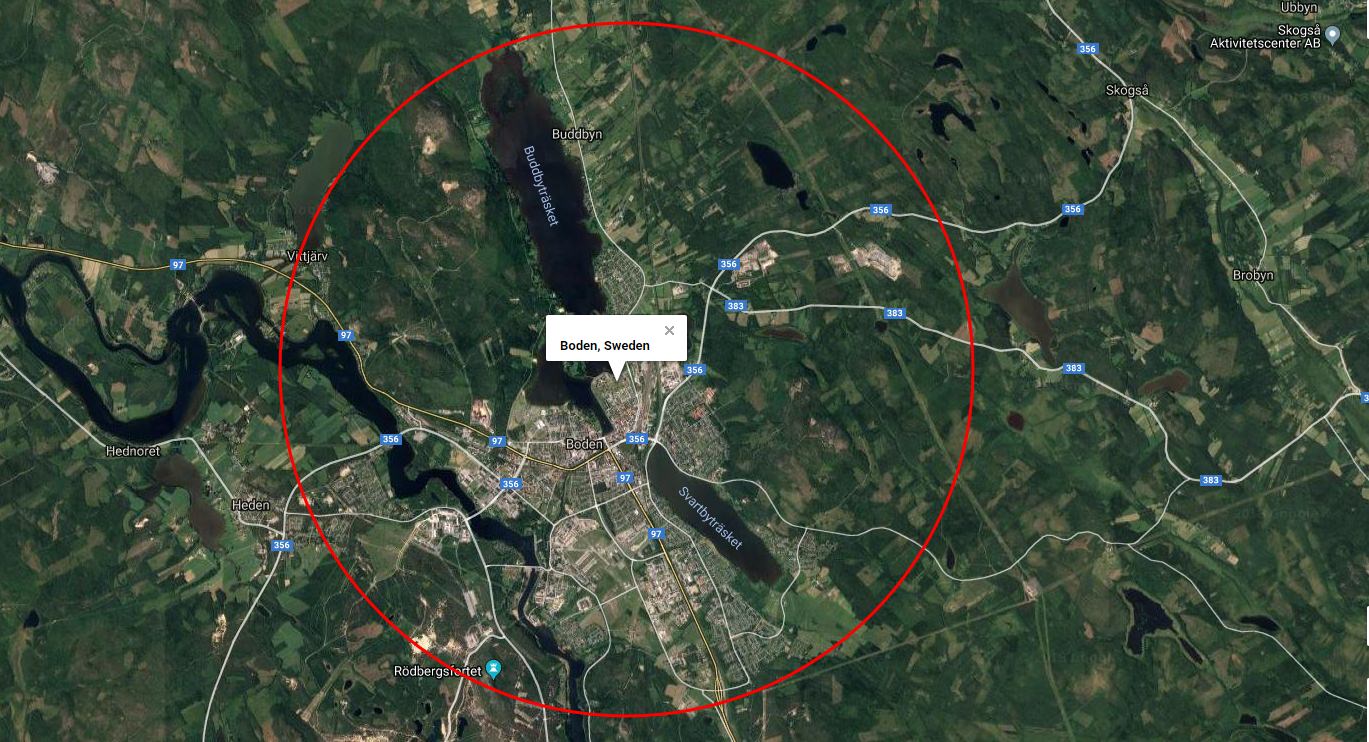 Ubbyn
Skogså
Aktivitetscenter AB
356
Skogså
Buddbyn
Buddbyträsket
356
356
Vittjärv
97
356
Brobyn
383
383
97
×
Boden, Sweden
356
383
97
356
Boden
356
Hednoret
97
356
383
Svartbyträsket
Heden
97
356
Rödbergsfortet